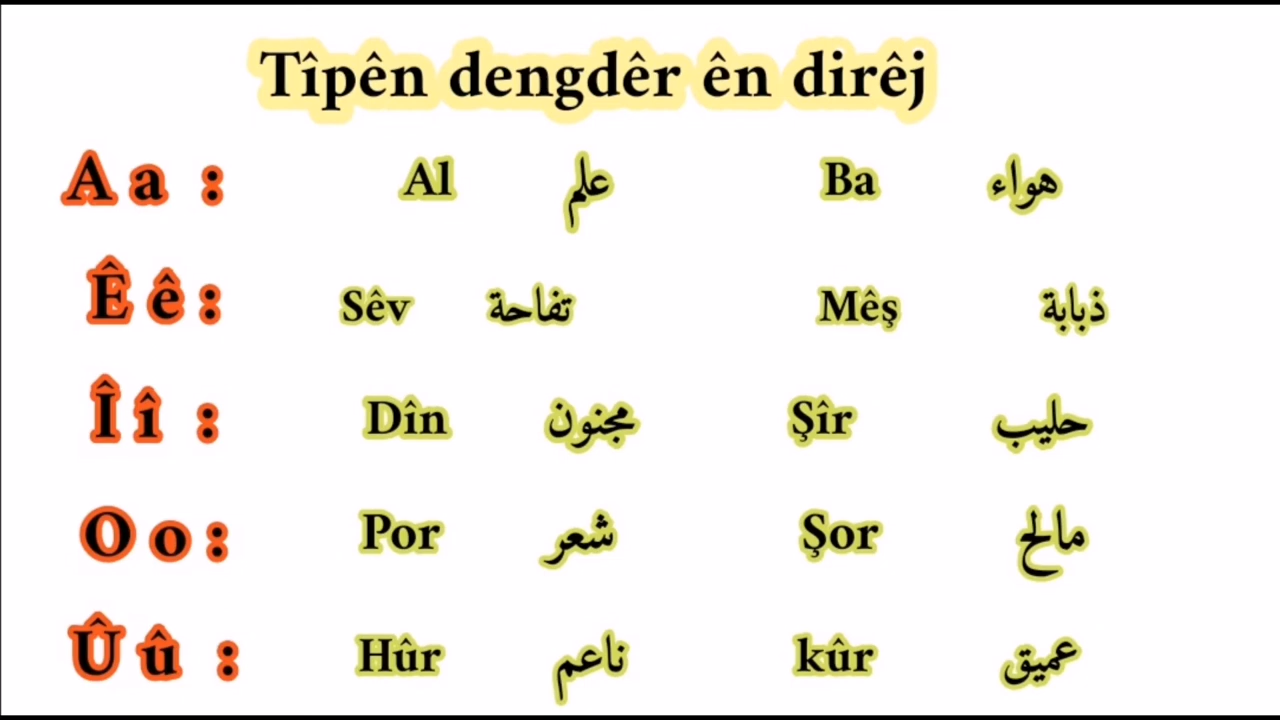 Tîpên dengdêr ên dirêj
A a : Al علم Ba هواء
Ê ê : Sêv تفاحة Mêş ذبابة
Î î : Dîn مجنون Şîr حليب
O o : Por شعر Şor مالح
Û û : Hûr ناعم kûr عميق